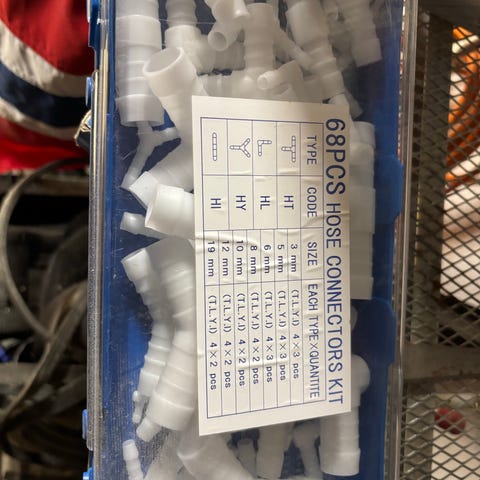 68PCS HOSE CONNECTORS KIT
TYPE CODE SIZE EACH TYPE×QUANTITE
3 mm (T.L.Y.I) 4×3 pcs
HT
5 mm (T.L.Y.I) 4×3 pcs
HL
6 mm (T.L.Y.I) 4×3 pcs
8 mm (T.L.Y.I) 4×2 pcs
HY
10 mm (T.L.Y.I) 4×2 pcs
12 mm (T.L.Y.I) 4×2 pcs
HI
19 mm (T.L.Y.I) 4×2 pcs